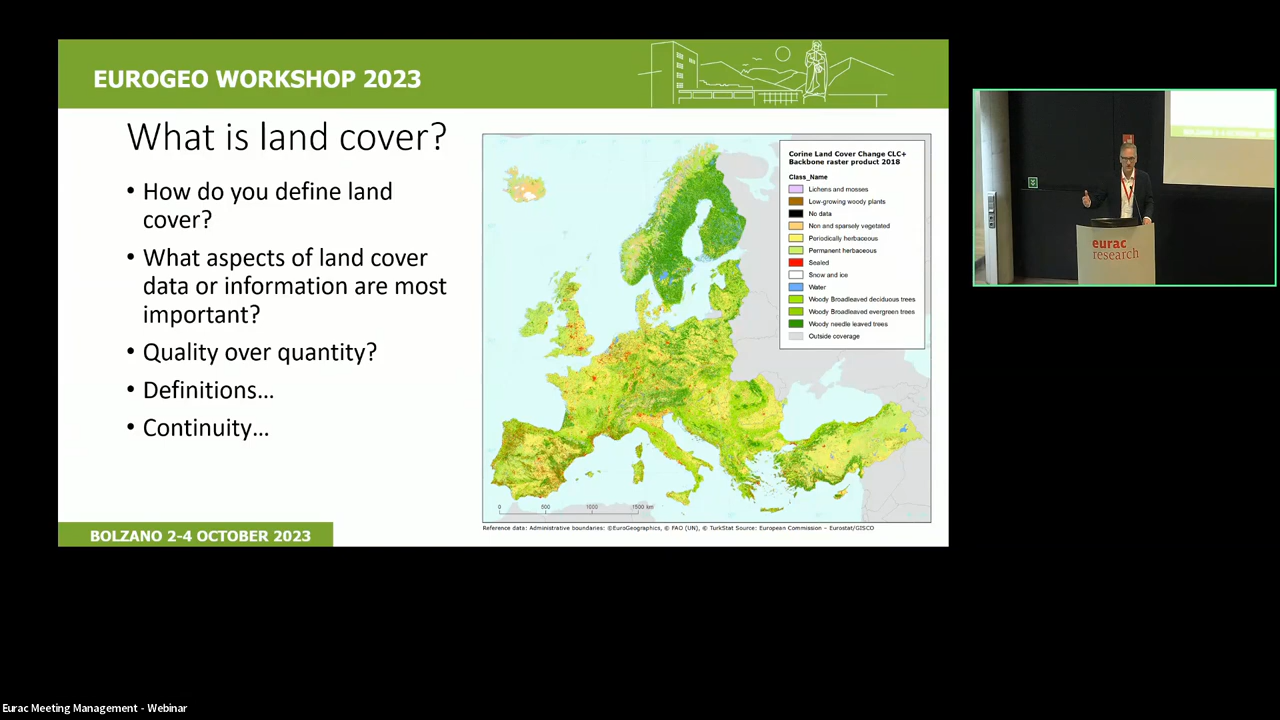 EUROGEO WORKSHOP 2023
What is land cover?
• How do you define land
cover?
• What aspects of land cover
data or information are most
important?
• Quality over quantity?
• Definitions...
• Continuity...
Corine Land Cover Change CLC+
Backbone raster product 2018
Class_Name
Lichens and mosses
Low-growing woody plants
No data
Non and sparsely vegetated
Periodically herbaceous
Permanent herbaceous
Sealed
Snow and ice
Water
Woody Broadleaved deciduous trees
Woody Broadleaved evergreen trees
Woody needle leaved trees
Outside coverage
0 500 1000 1500 km
Reference data: Administrative boundaries: ©EuroGeographics, © FAO (UN), © TurkStat Source: European Commission – Eurostat/GISCO
BOLZANO 2-4 OCTOBER 2023
BOLZANO 2-4 OCTOBER
eurac
research
Eurac Meeting Management - Webinar